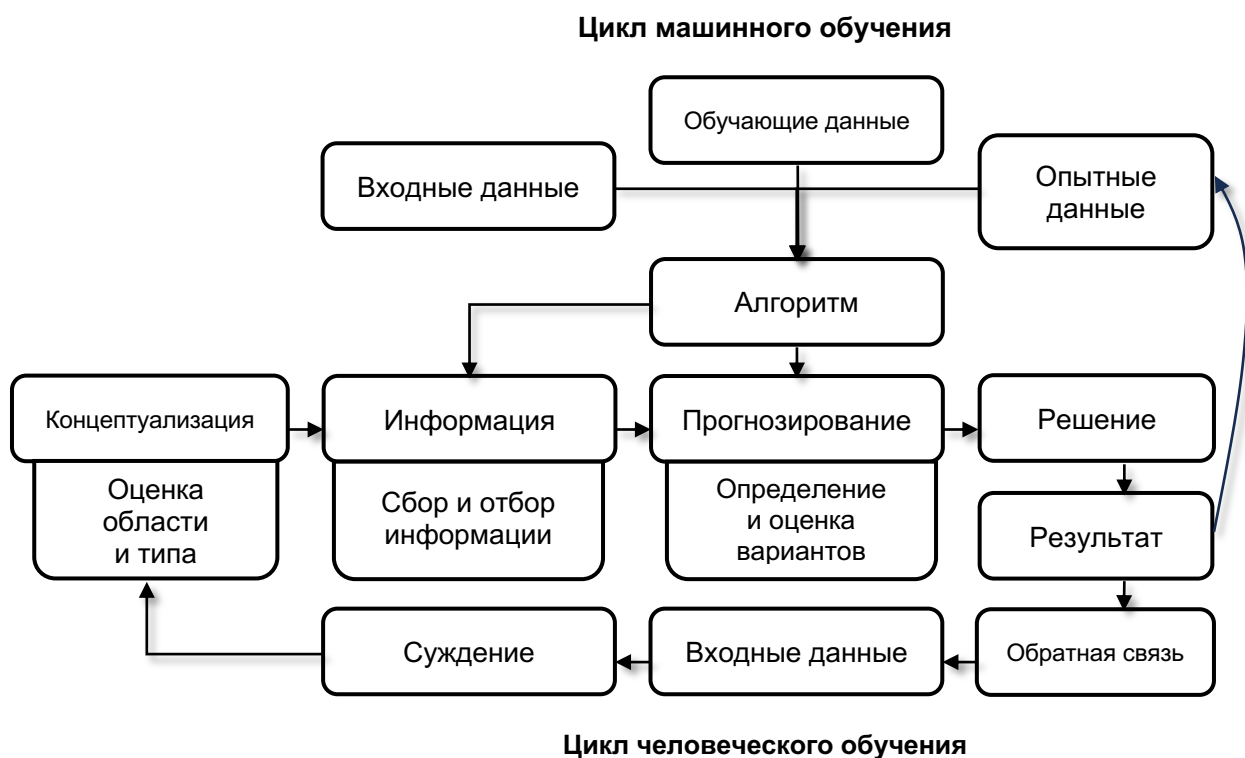 Цикл машинного обучения
Обучающие данные
Входные данные
Опытные
данные
Алгоритм
Концептуализация
Информация
Прогнозирование
Решение
Оценка
области
и типа
Сбор и отбор
информации
Определение
и оценка
вариантов
Результат
Суждение
Входные данные
Обратная связь
Цикл человеческого обучения